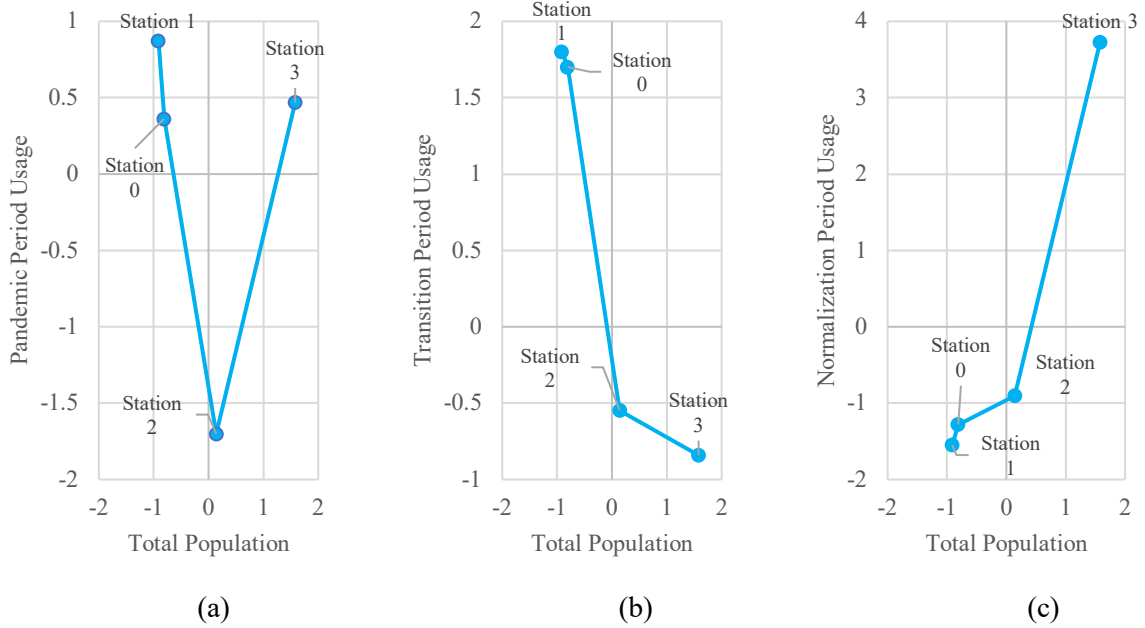 Pandemic Period Usage
1
0.5
0
-0.5
-1
-1.5
-2
Station 1
Station
3
Station
0
Station
2
-2 -1 0 1 2
Total Population
(a)
Transition Period Usage
2
1.5
1
0.5
0
-0.5
-1
Station
1
Station
0
Station
2
Station
3
-2 -1 0 1 2
Total Population
(b)
Normalization Period Usage
4
3
2
1
0
-1
-2
Station 3
Station
0
Station
2
Station
1
-2 -1 0 1 2
Total Population
(c)